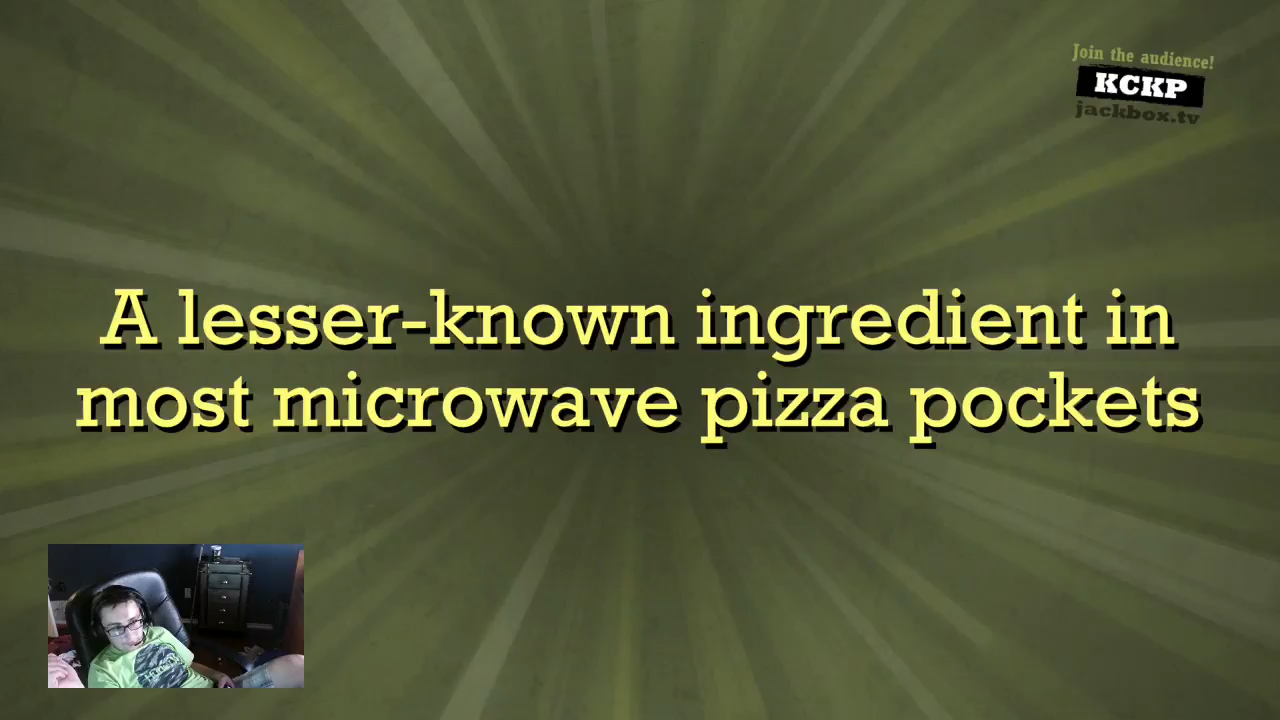 Join the audience!
KCKP
jackbox.tv
A lesser-known ingredient in
most microwave pizza pockets